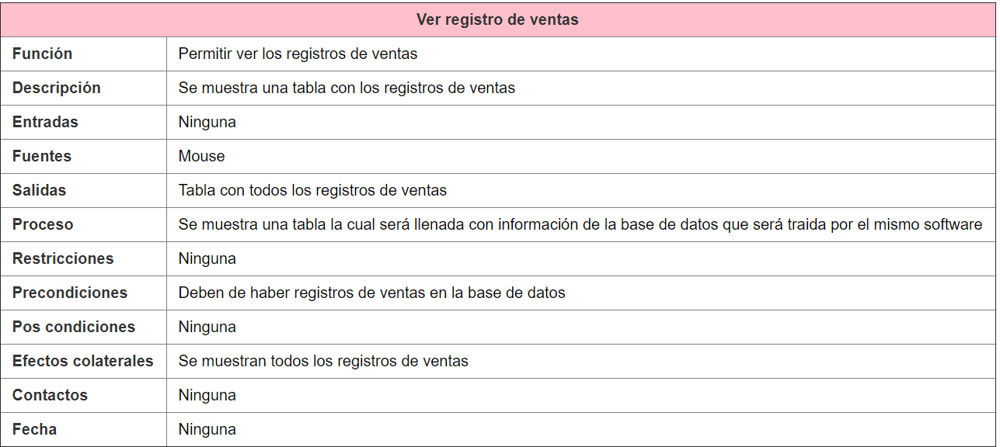 Ver registro de ventas
Función Permitir ver los registros de ventas
Descripción Se muestra una tabla con los registros de ventas
Entradas Ninguna
Fuentes Mouse
Salidas Tabla con todos los registros de ventas
Proceso Se muestra una tabla la cual será llenada con información de la base de datos que será traida por el mismo software
Restricciones Ninguna
Precondiciones Deben de haber registros de ventas en la base de datos
Pos condiciones Ninguna
Efectos colaterales Se muestran todos los registros de ventas
Contactos Ninguna
Fecha Ninguna